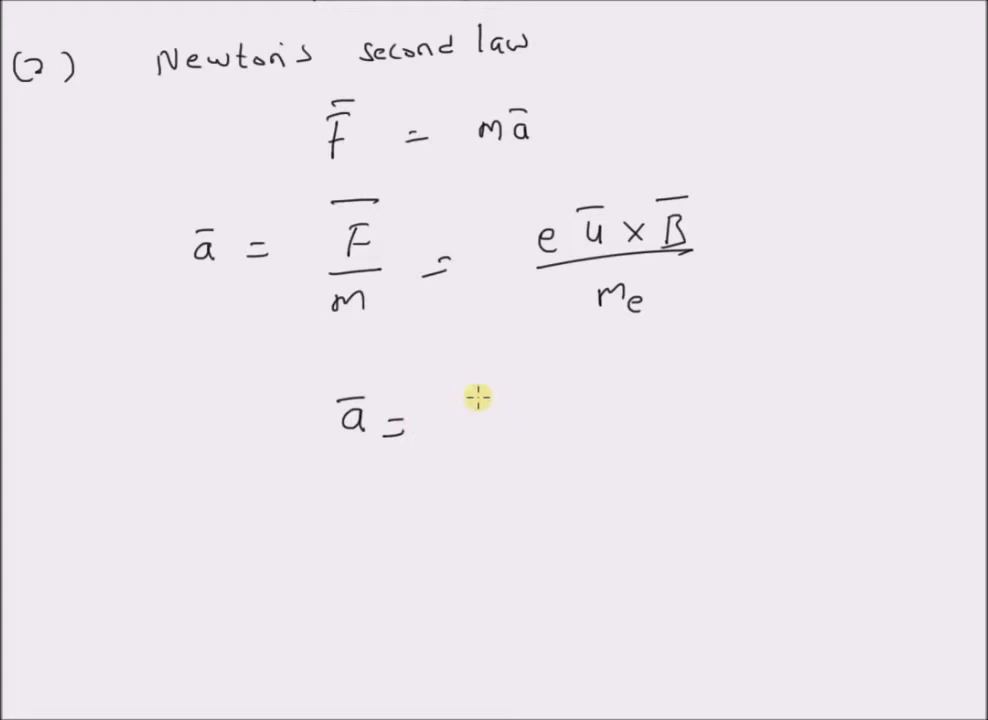 (2) Newton's second law
F̄ = mā
ā = F̄/m = e ū × B̄ / mₑ
ā =